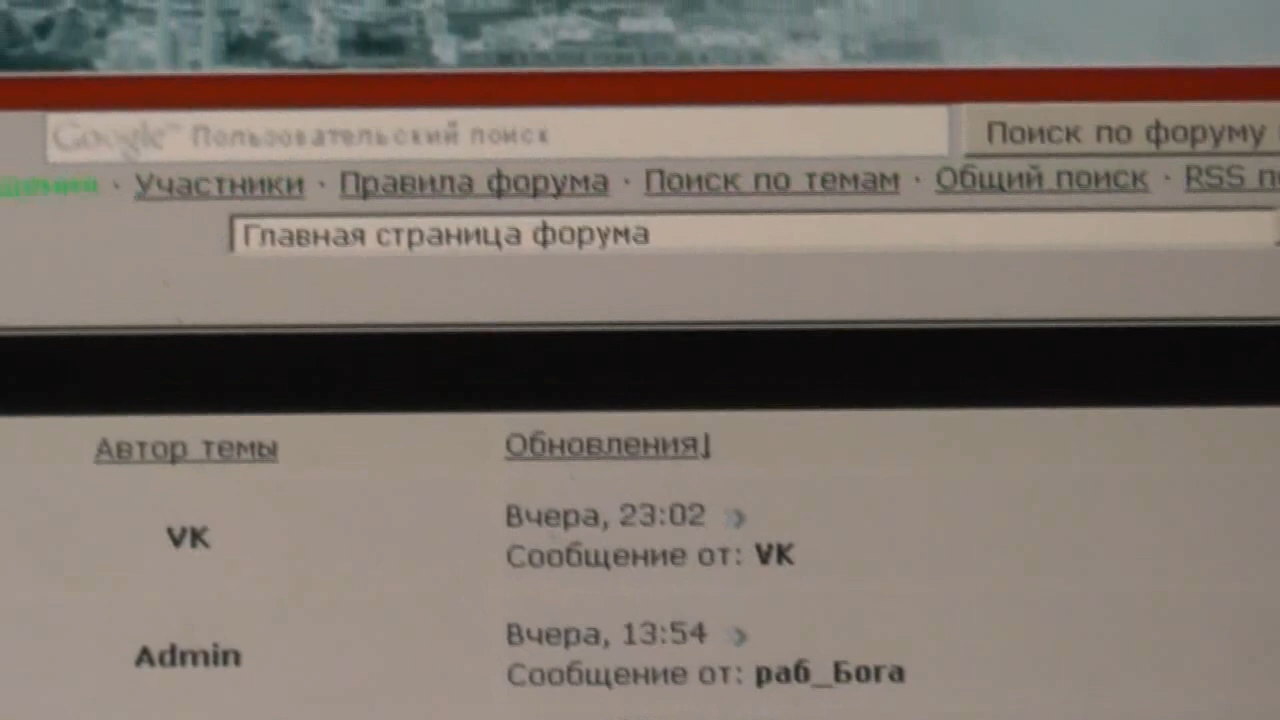 Google™ Пользовательский поиск
Поиск по форуму
· Участники · Правила форума · Поиск по темам · Общий поиск · RSS
Главная страница форума
Автор темы
Обновления
VK
Вчера, 23:02
Сообщение от: VK
Admin
Вчера, 13:54
Сообщение от: раб_Бога